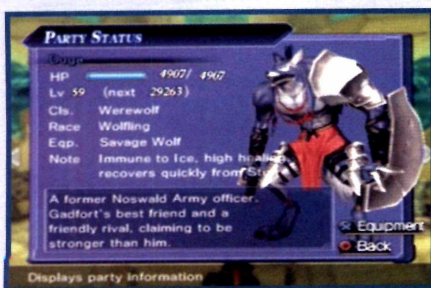 PARTY STATUS
HP 4907/ 4907
Lv 59 (next 29263)
Cls. Werewolf
Race Wolfling
Eqp. Savage Wolf
Note Immune to Ice, high healing,
recovers quickly from
A former Noswald Army officer.
Gadfort's best friend and a
friendly rival, claiming to be
stronger than him.
Equipment
Back
Displays party information